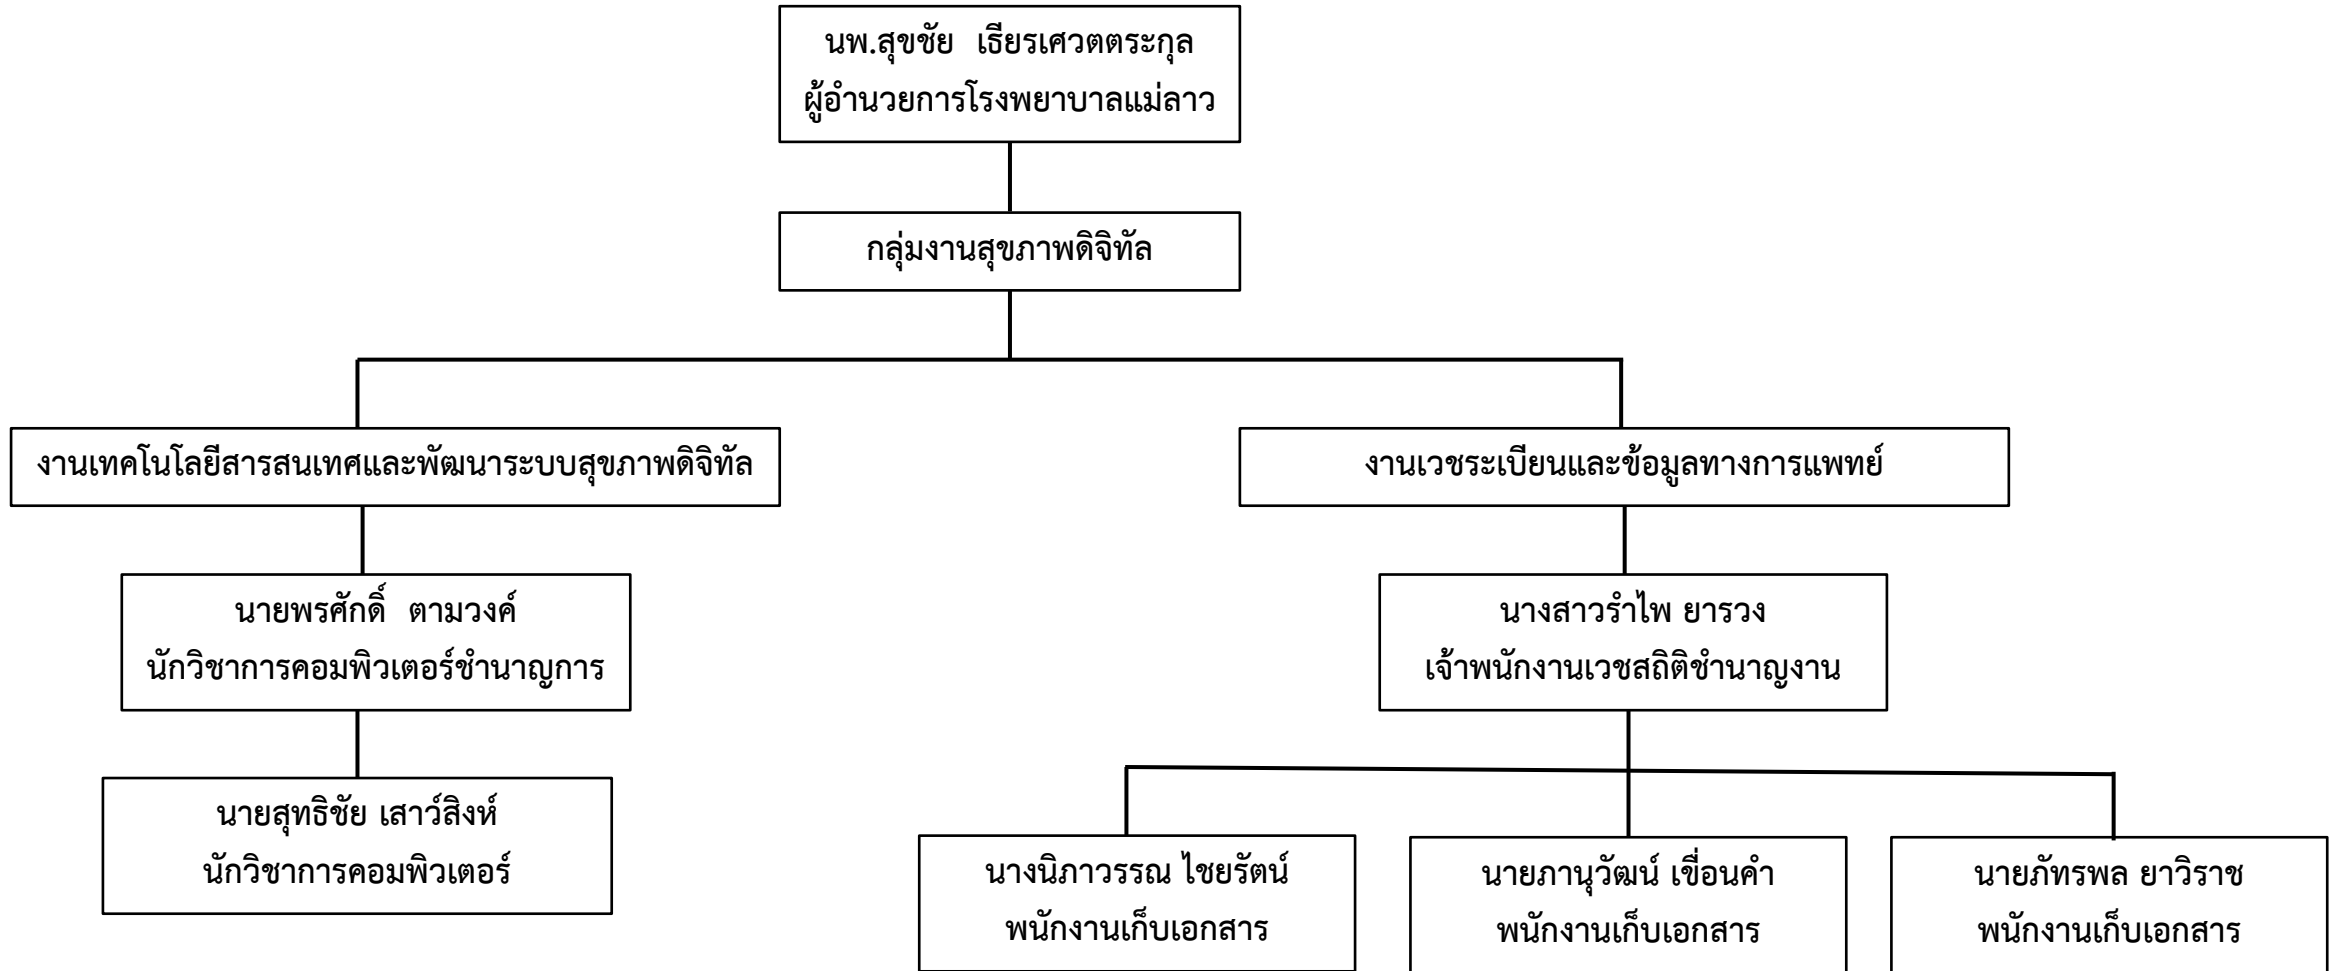 นพ.สุขชัย เธียรเศวตตระกุล
ผู้อำนวยการโรงพยาบาลแม่ลาว
กลุ่มงานสุขภาพดิจิทัล
งานเทคโนโลยีสารสนเทศและพัฒนาระบบสุขภาพดิจิทัล
งานเวชระเบียนและข้อมูลทางการแพทย์
นายพรศักดิ์ ตามวงค์
นักวิชาการคอมพิวเตอร์ชำนาญการ
นางสาวรำไพ ยารวง
เจ้าพนักงานเวชสถิติชำนาญงาน
นายสุทธิชัย เสาว์สิงห์
นักวิชาการคอมพิวเตอร์
นางนิภาวรรณ ไชยรัตน์
พนักงานเก็บเอกสาร
นายภานุวัฒน์ เขื่อนคำ
พนักงานเก็บเอกสาร
นายภัทรพล ยาวิราช
พนักงานเก็บเอกสาร